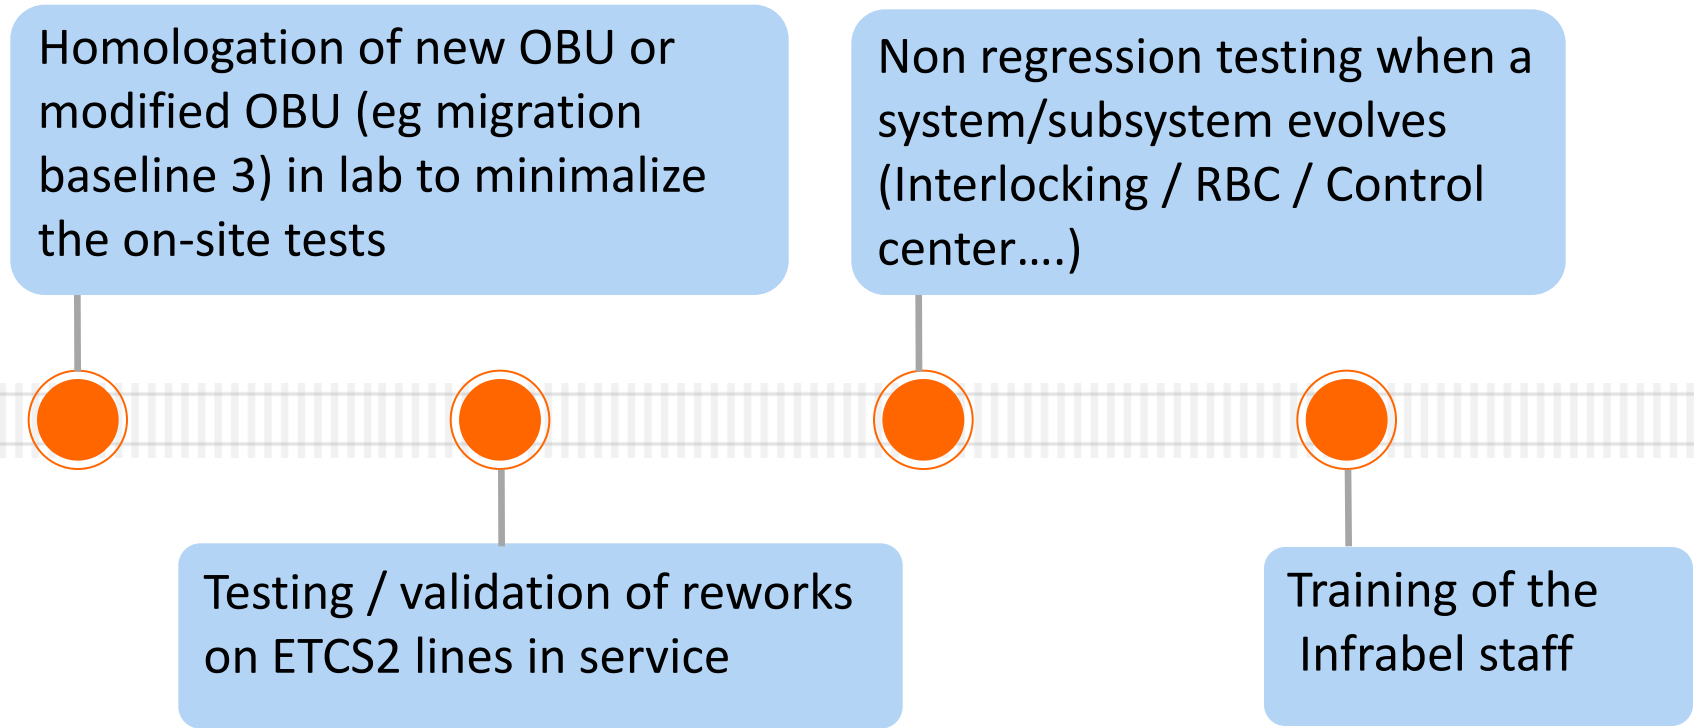 Homologation of new OBU or
modified OBU (eg migration
baseline 3) in lab to minimalize
the on-site tests
Testing / validation of reworks
on ETCS2 lines in service
Non regression testing when a
system/subsystem evolves
(Interlocking / RBC / Control
center....)
Training of the
Infrabel staff